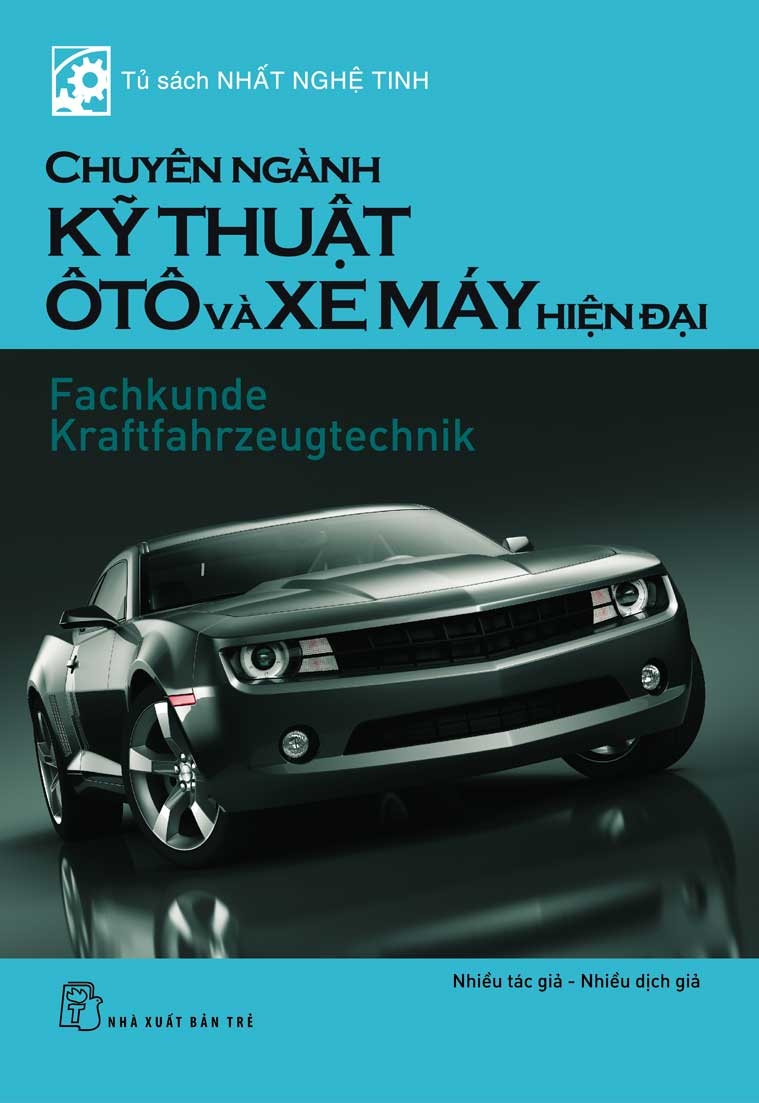 Tủ sách NHẤT NGHỆ TINH
CHUYÊN NGÀNH
KỸ THUẬT
ÔTÔ VÀ XE MÁY HIỆN ĐẠI
Fachkunde
Kraftfahrzeugtechnik
Nhiều tác giả - Nhiều dịch giả
NHÀ XUẤT BẢN TRẺ